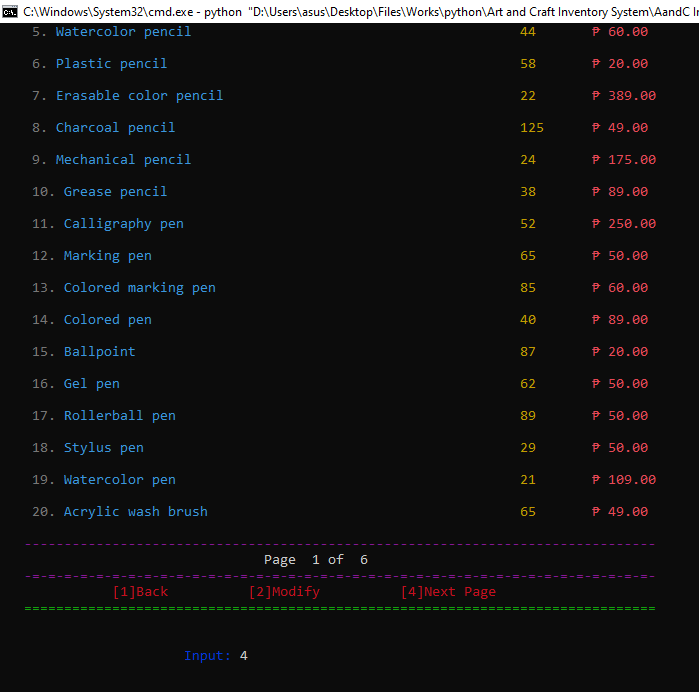 C:\Windows\System32\cmd.exe - python "D:\Users\asus\Desktop\Files\Works\python\Art and Craft Inventory System\AandC In
5. Watercolor pencil 44 ₱ 60.00
6. Plastic pencil 58 ₱ 20.00
7. Erasable color pencil 22 ₱ 389.00
8. Charcoal pencil 125 ₱ 49.00
9. Mechanical pencil 24 ₱ 175.00
10. Grease pencil 38 ₱ 89.00
11. Calligraphy pen 52 ₱ 250.00
12. Marking pen 65 ₱ 50.00
13. Colored marking pen 85 ₱ 60.00
14. Colored pen 40 ₱ 89.00
15. Ballpoint 87 ₱ 20.00
16. Gel pen 62 ₱ 50.00
17. Rollerball pen 89 ₱ 50.00
18. Stylus pen 29 ₱ 50.00
19. Watercolor pen 21 ₱ 109.00
20. Acrylic wash brush 65 ₱ 49.00
Page 1 of 6
[1]Back [2]Modify [4]Next Page
Input: 4